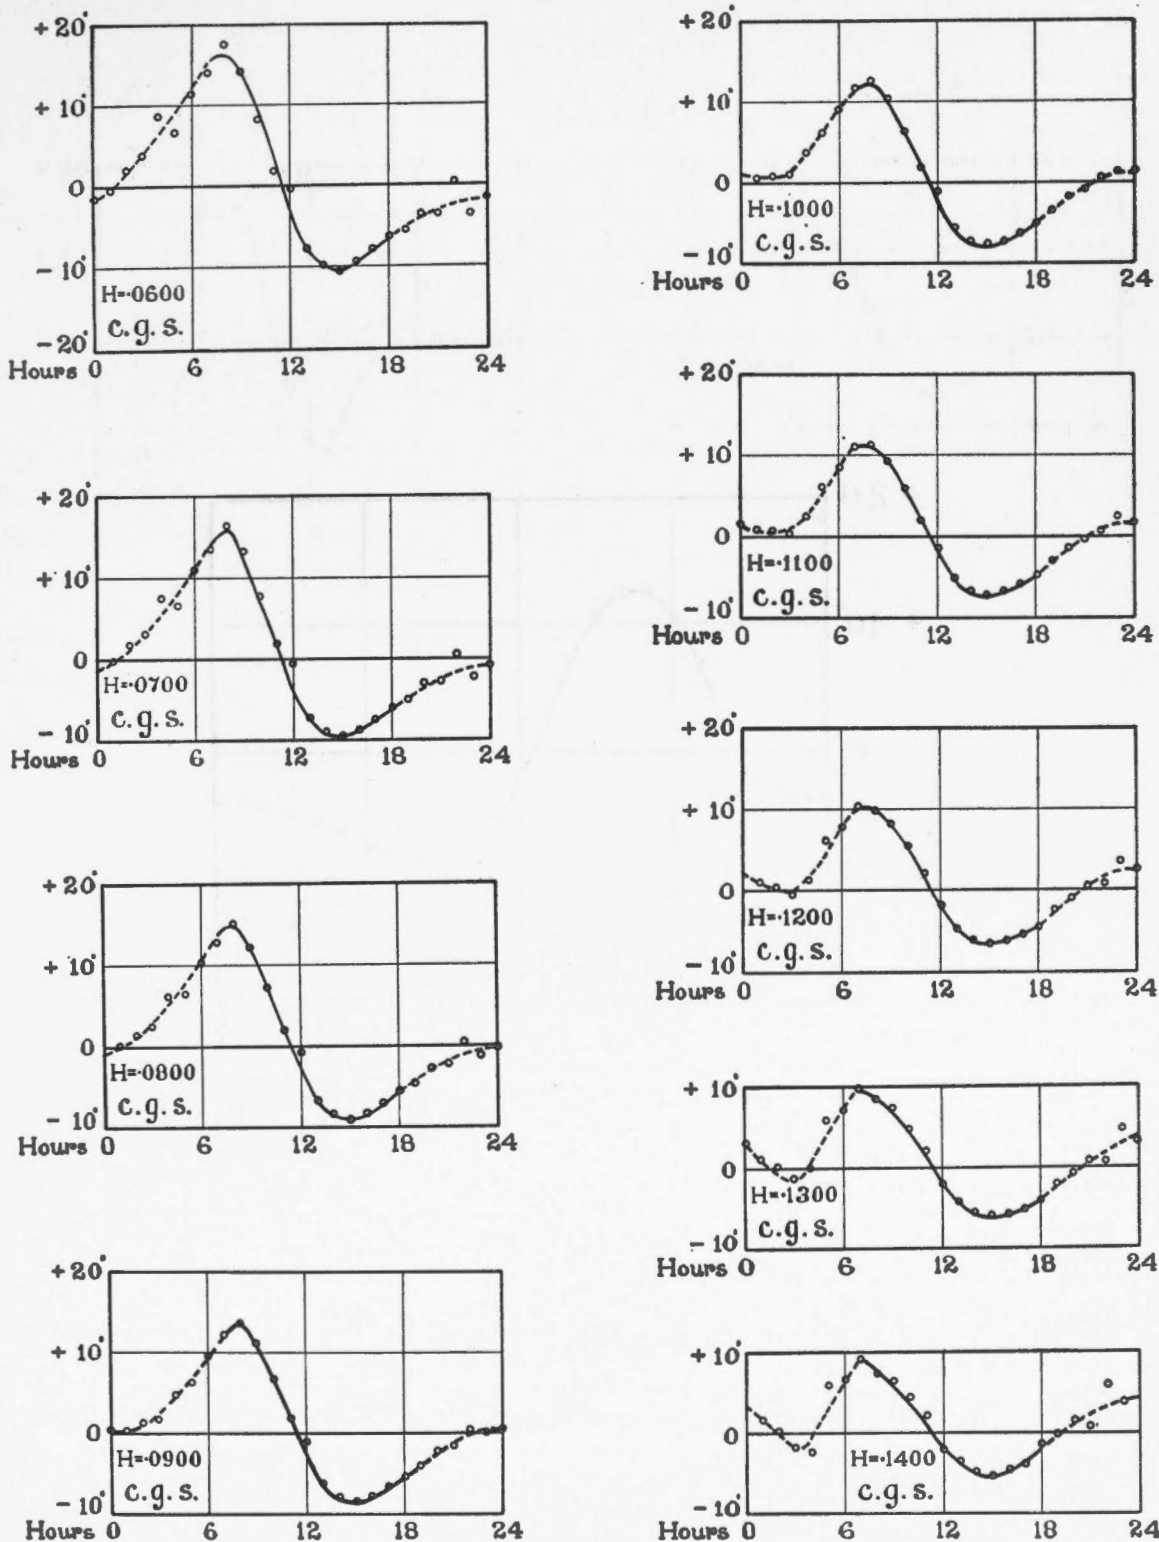 +20°
+10°
0
-10°
-20°
H=·0600
c.g.s.
Hours 0 6 12 18 24
+20°
+10°
0
-10°
H=·0700
c.g.s.
Hours 0 6 12 18 24
+20°
+10°
0
-10°
H=·0800
c.g.s.
Hours 0 6 12 18 24
+20°
+10°
0
-10°
H=·0900
c.g.s.
Hours 0 6 12 18 24
+20°
+10°
0
-10°
H=·1000
c.g.s.
Hours 0 6 12 18 24
+20°
+10°
0
-10°
H=·1100
c.g.s.
Hours 0 6 12 18 24
+20°
+10°
0
-10°
H=·1200
c.g.s.
Hours 0 6 12 18 24
+10°
0
-10°
H=·1300
c.g.s.
Hours 0 6 12 18 24
+10°
0
-10°
H=·1400
c.g.s.
Hours 0 6 12 18 24